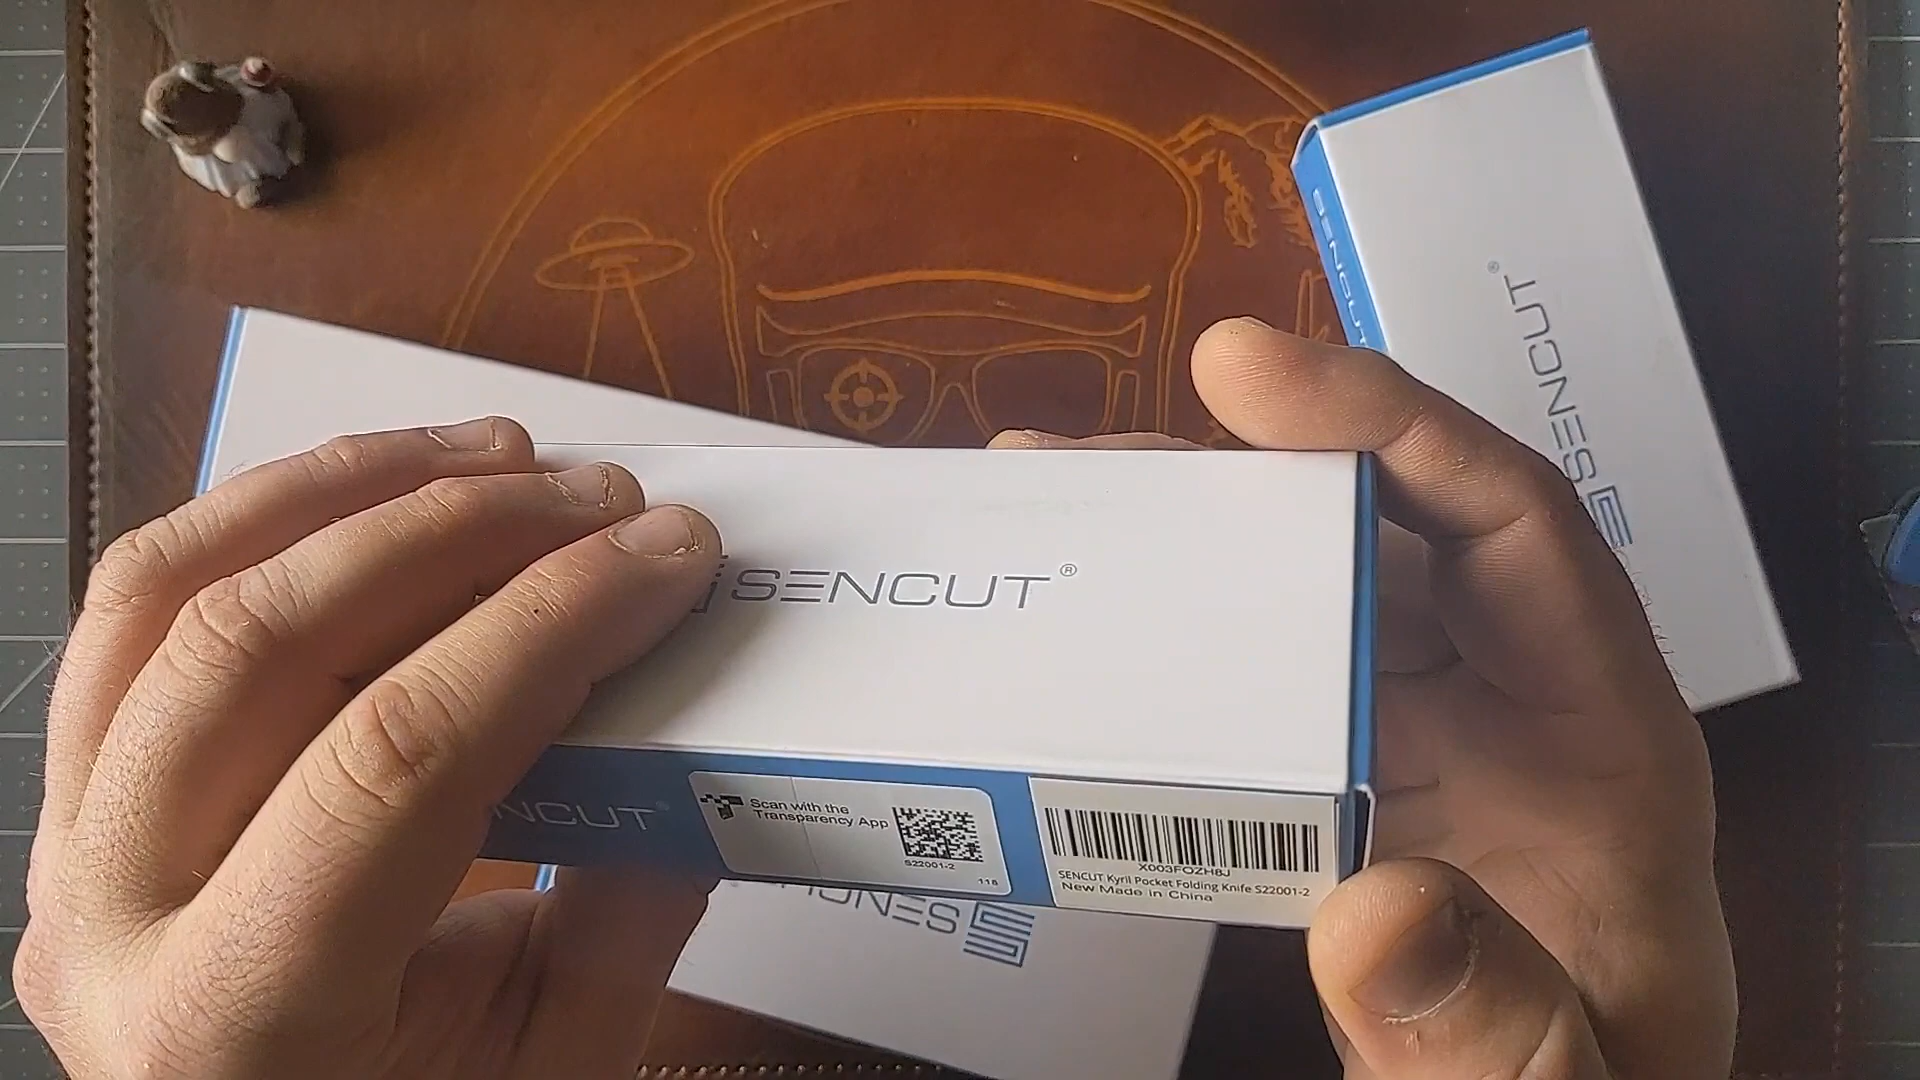 SENCUT
SENCUT ®
SENCUT ®
NCUT ®
Scan with the
Transparency App
S22001-2
118
X003FOZH8J
SENCUT Kyril Pocket Folding Knife S22001-2
New Made in China
SENCUT